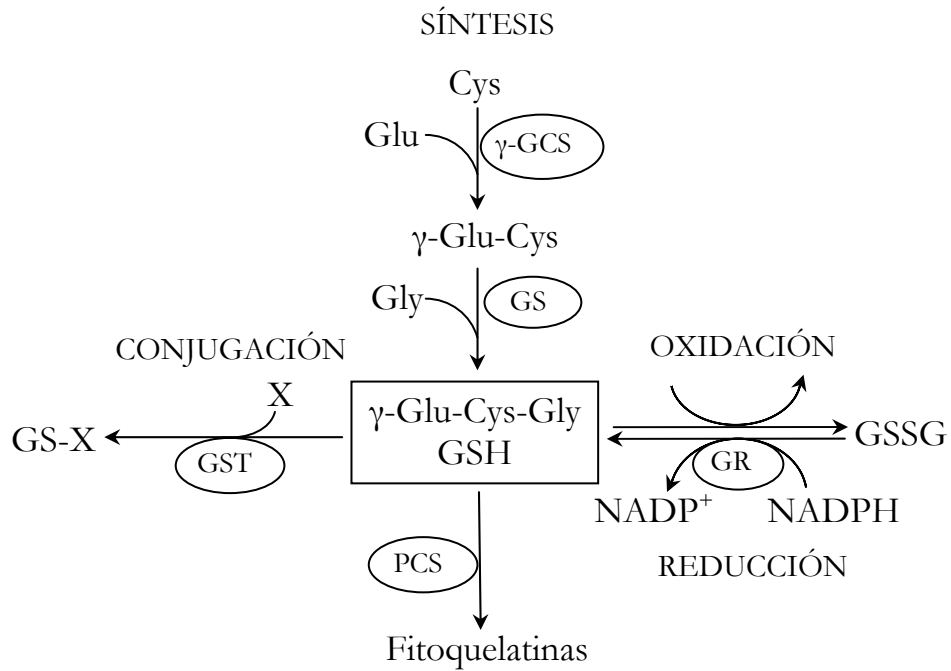 SÍNTESIS
Cys
Glu
γ-GCS
γ-Glu-Cys
Gly
GS
CONJUGACIÓN
OXIDACIÓN
X
γ-Glu-Cys-Gly
GS-X
GSH
GSSG
GST
GR
NADP⁺ NADPH
PCS
REDUCCIÓN
Fitoquelatinas